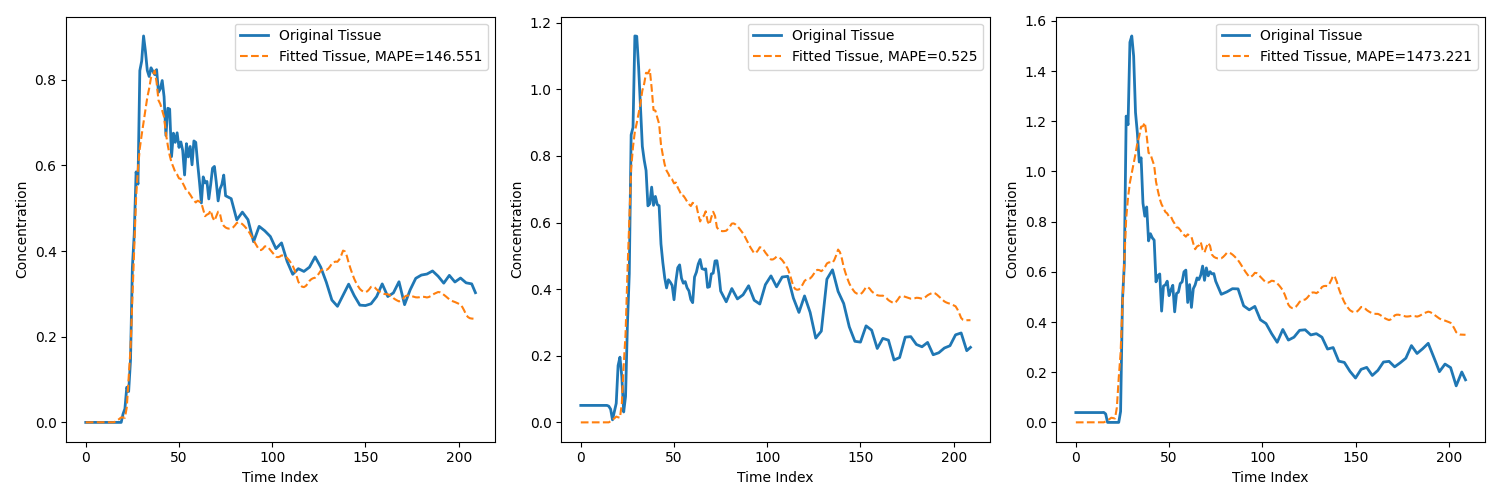 Original Tissue
Fitted Tissue, MAPE=146.551
Concentration
0.8
0.6
0.4
0.2
0.0
0 50 100 150 200
Time Index
Original Tissue
Fitted Tissue, MAPE=0.525
Concentration
1.2
1.0
0.8
0.6
0.4
0.2
0.0
0 50 100 150 200
Time Index
Original Tissue
Fitted Tissue, MAPE=1473.221
Concentration
1.6
1.4
1.2
1.0
0.8
0.6
0.4
0.2
0.0
0 50 100 150 200
Time Index